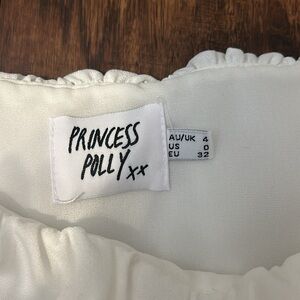 PRINCESS
POLLY xx
AU/UK 4
US 0
EU 32